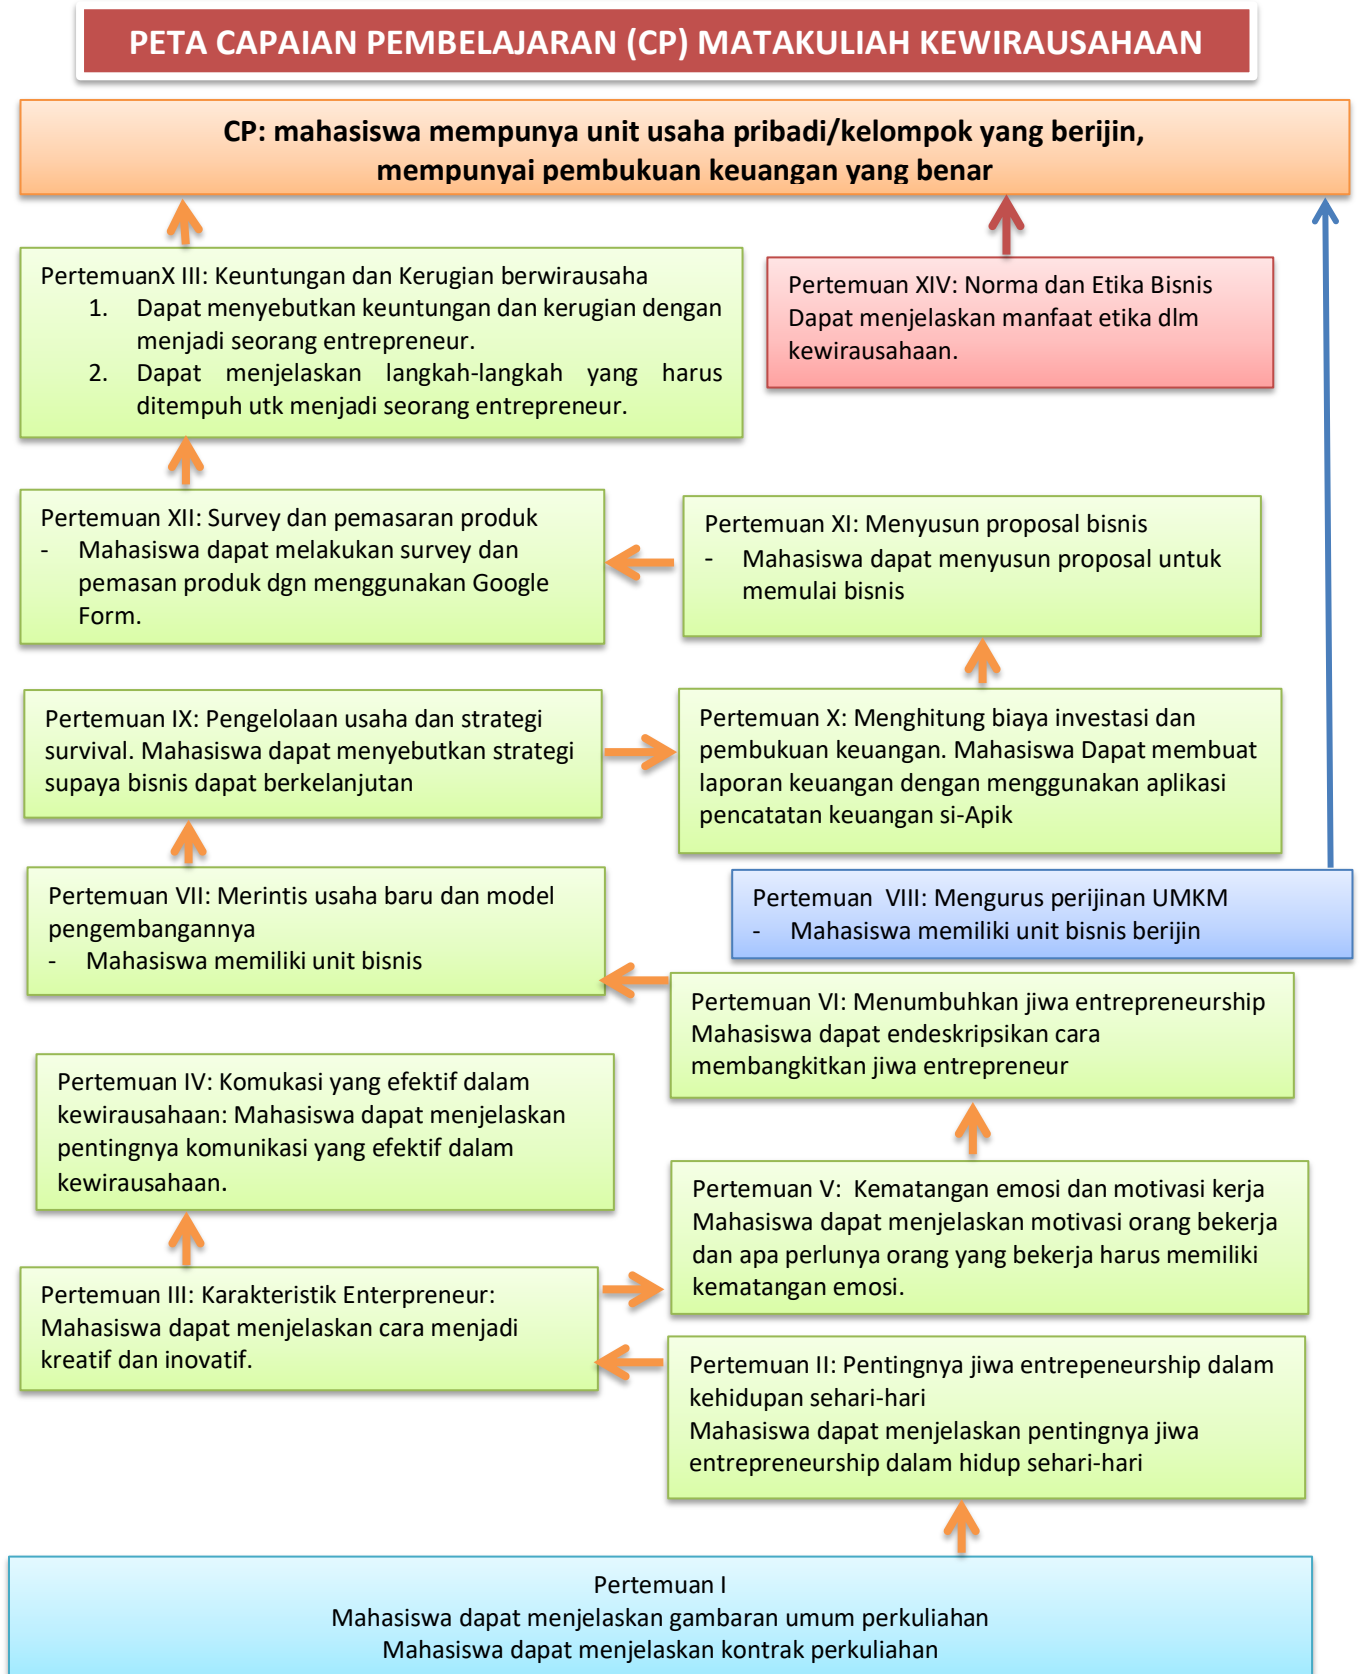 PETA CAPAIAN PEMBELAJARAN (CP) MATAKULIAH KEWIRAUSAHAAN
CP: mahasiswa mempunya unit usaha pribadi/kelompok yang berijin,
mempunyai pembukuan keuangan yang benar
PertemuanX III: Keuntungan dan Kerugian berwirausaha
1. Dapat menyebutkan keuntungan dan kerugian dengan
menjadi seorang entrepreneur.
2. Dapat menjelaskan langkah-langkah yang harus
ditempuh utk menjadi seorang entrepreneur.
Pertemuan XIV: Norma dan Etika Bisnis
Dapat menjelaskan manfaat etika dlm
kewirausahaan.
Pertemuan XII: Survey dan pemasaran produk
- Mahasiswa dapat melakukan survey dan
pemasan produk dgn menggunakan Google
Form.
Pertemuan XI: Menyusun proposal bisnis
- Mahasiswa dapat menyusun proposal untuk
memulai bisnis
Pertemuan IX: Pengelolaan usaha dan strategi
survival. Mahasiswa dapat menyebutkan strategi
supaya bisnis dapat berkelanjutan
Pertemuan X: Menghitung biaya investasi dan
pembukuan keuangan. Mahasiswa Dapat membuat
laporan keuangan dengan menggunakan aplikasi
pencatatan keuangan si-Apik
Pertemuan VII: Merintis usaha baru dan model
pengembangannya
- Mahasiswa memiliki unit bisnis
Pertemuan VIII: Mengurus perijinan UMKM
- Mahasiswa memiliki unit bisnis berijin
Pertemuan VI: Menumbuhkan jiwa entrepreneurship
Mahasiswa dapat endeskripsikan cara
membangkitkan jiwa entrepreneur
Pertemuan IV: Komukasi yang efektif dalam
kewirausahaan: Mahasiswa dapat menjelaskan
pentingnya komunikasi yang efektif dalam
kewirausahaan.
Pertemuan V: Kematangan emosi dan motivasi kerja
Mahasiswa dapat menjelaskan motivasi orang bekerja
dan apa perlunya orang yang bekerja harus memiliki
kematangan emosi.
Pertemuan III: Karakteristik Enterpreneur:
Mahasiswa dapat menjelaskan cara menjadi
kreatif dan inovatif.
Pertemuan II: Pentingnya jiwa entrepeneurship dalam
kehidupan sehari-hari
Mahasiswa dapat menjelaskan pentingnya jiwa
entrepreneurship dalam hidup sehari-hari
Pertemuan I
Mahasiswa dapat menjelaskan gambaran umum perkuliahan
Mahasiswa dapat menjelaskan kontrak perkuliahan